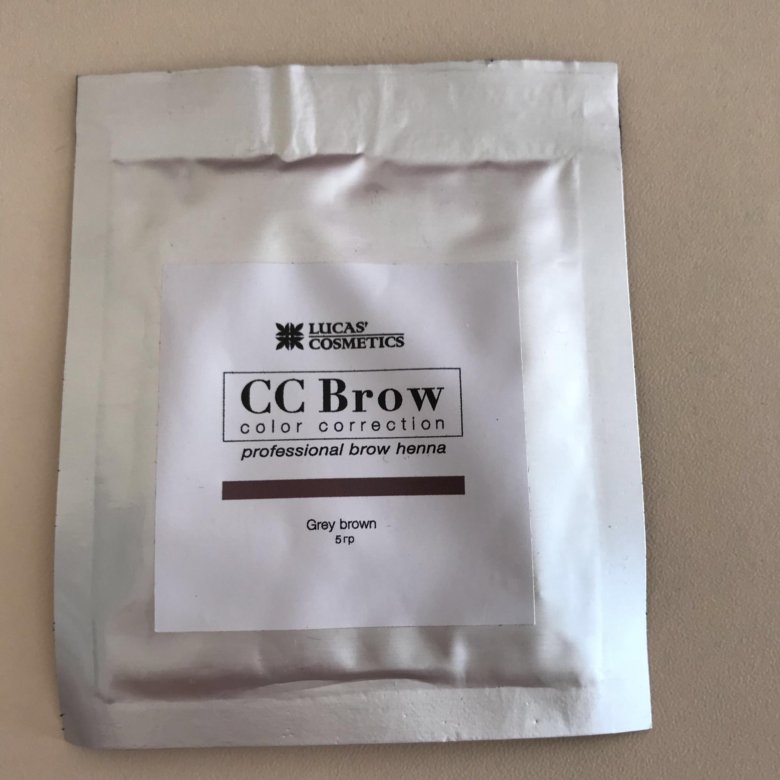 LUCAS'
COSMETICS
CC Brow
color correction
professional brow henna
Grey brown
5гр